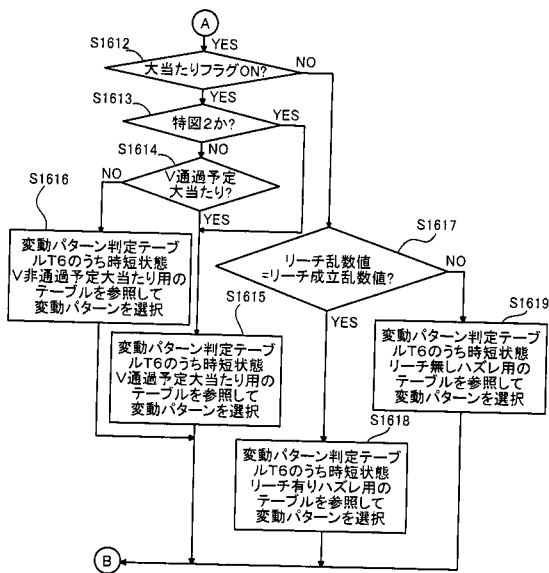 A
S1612
YES
大当たりフラグON?
NO
S1613
YES
特図2か?
YES
S1614
NO
V通過予定
大当たり?
NO
YES
S1616
変動パターン判定テーブ
ルT6のうち時短状態
V非通過予定大当たり用の
テーブルを参照して
変動パターンを選択
S1615
変動パターン判定テーブ
ルT6のうち時短状態
V通過予定大当たり用の
テーブルを参照して
変動パターンを選択
S1617
リーチ乱数値
=リーチ成立乱数値?
NO
YES
S1619
変動パターン判定テーブ
ルT6のうち時短状態
リーチ無しハズレ用の
テーブルを参照して
変動パターンを選択
S1618
変動パターン判定テーブ
ルT6のうち時短状態
リーチ有りハズレ用の
テーブルを参照して
変動パターンを選択
B